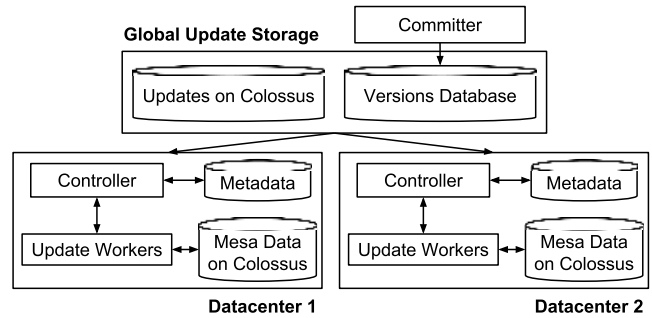 Committer
Global Update Storage
Updates on Colossus
Versions Database
Controller
Metadata
Update Workers
Mesa Data
on Colossus
Datacenter 1
Controller
Metadata
Update Workers
Mesa Data
on Colossus
Datacenter 2